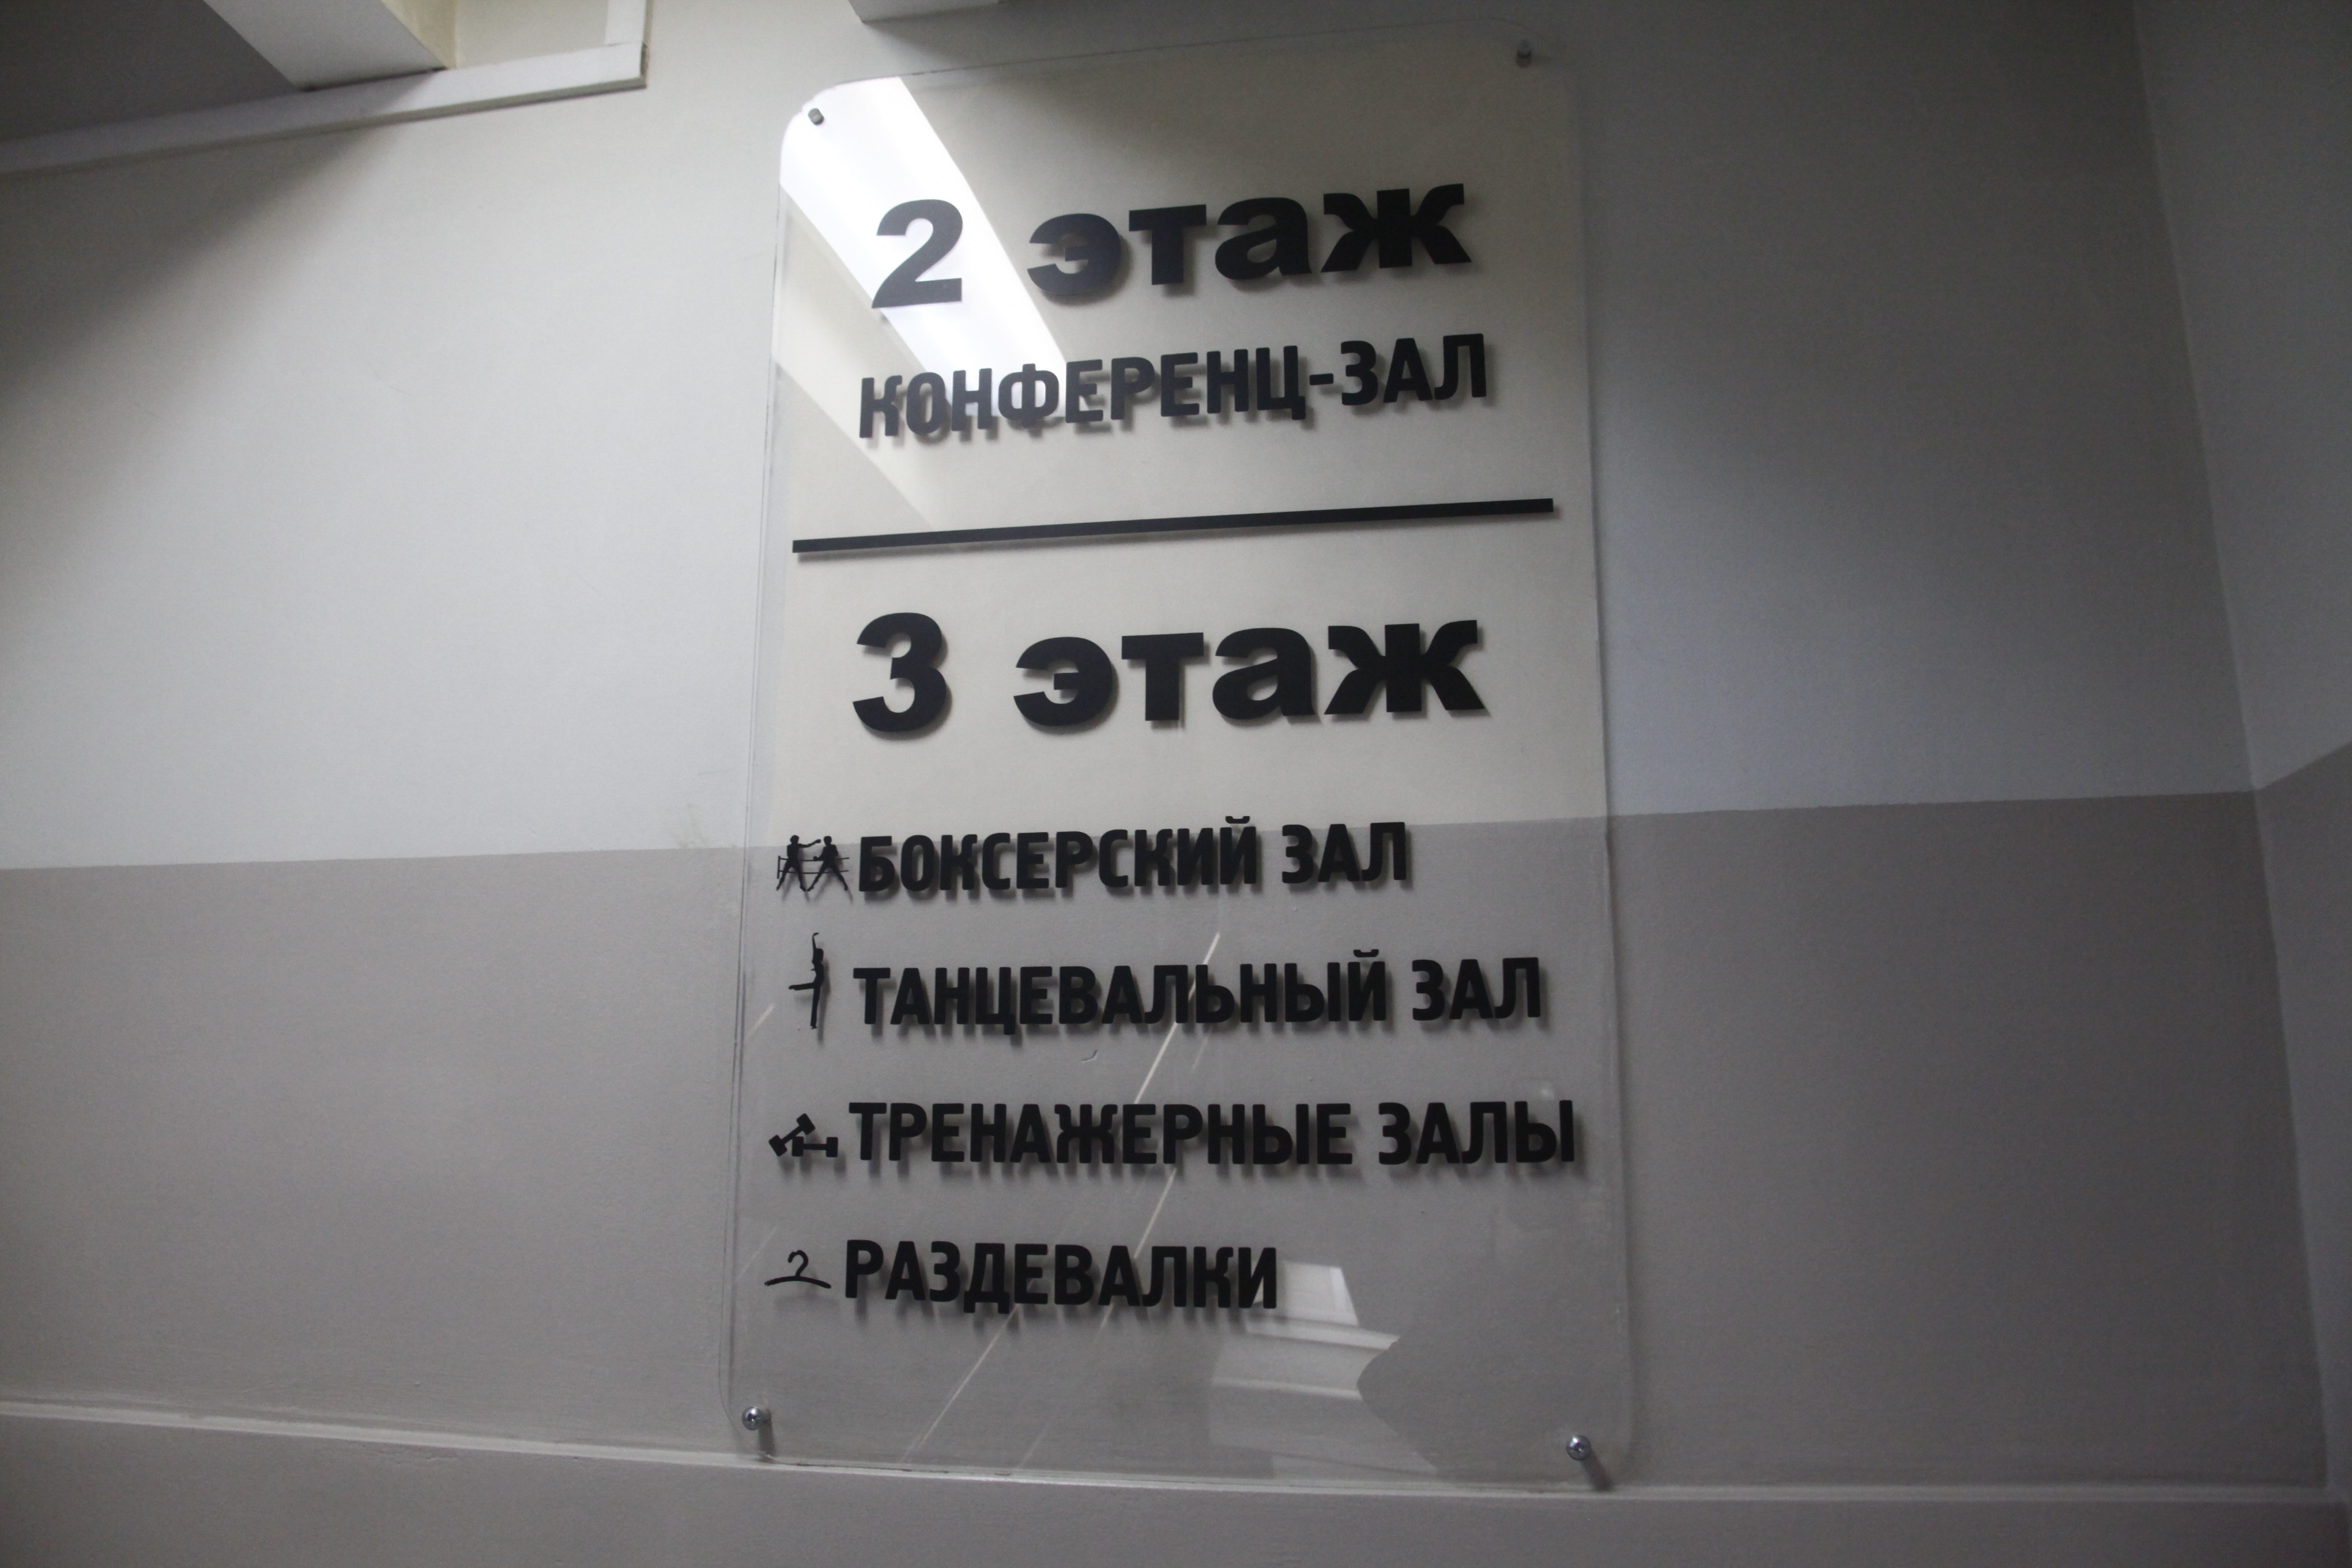 2 этаж
КОНФЕРЕНЦ-ЗАЛ
3 этаж
БОКСЕРСКИЙ ЗАЛ
ТАНЦЕВАЛЬНЫЙ ЗАЛ
ТРЕНАЖЕРНЫЕ ЗАЛЫ
РАЗДЕВАЛКИ